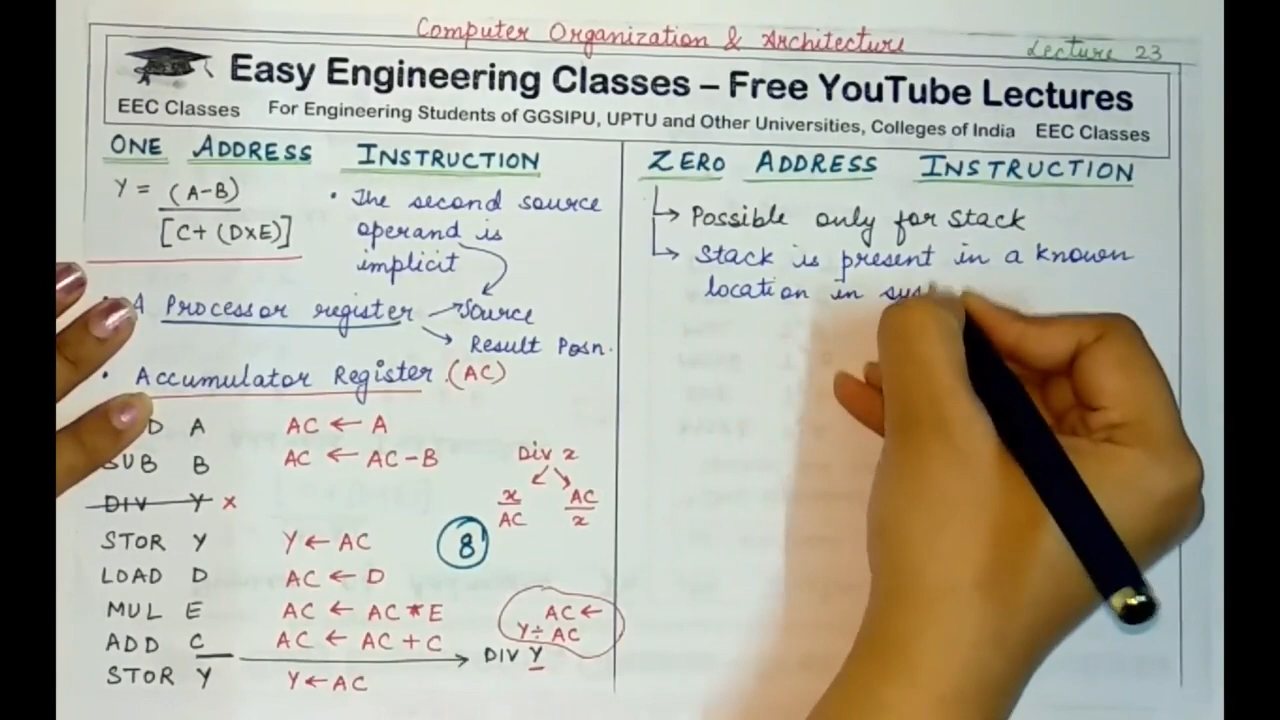 Computer Organization & Architecture
Lecture 23
Easy Engineering Classes – Free YouTube Lectures
EEC Classes For Engineering Students of GGSIPU, UPTU and Other Universities, Colleges of India EEC Classes
ONE ADDRESS INSTRUCTION
Y = (A-B)
[C+ (D×E)]
• The second source
operand is
implicit
A Processor register → Source
→ Result Posn.
• Accumulator Register (AC)
D A AC ← A
SUB B AC ← AC-B
DIV Y ×
STOR Y Y ← AC
LOAD D AC ← D
MUL E AC ← AC * E
ADD C AC ← AC + C
STOR Y Y ← AC
Div x
x
AC
AC
x
8
AC ←
Y ÷ AC
DIV Y
ZERO ADDRESS INSTRUCTION
↳ Possible only for stack
↳ Stack is present in a known
location in sys